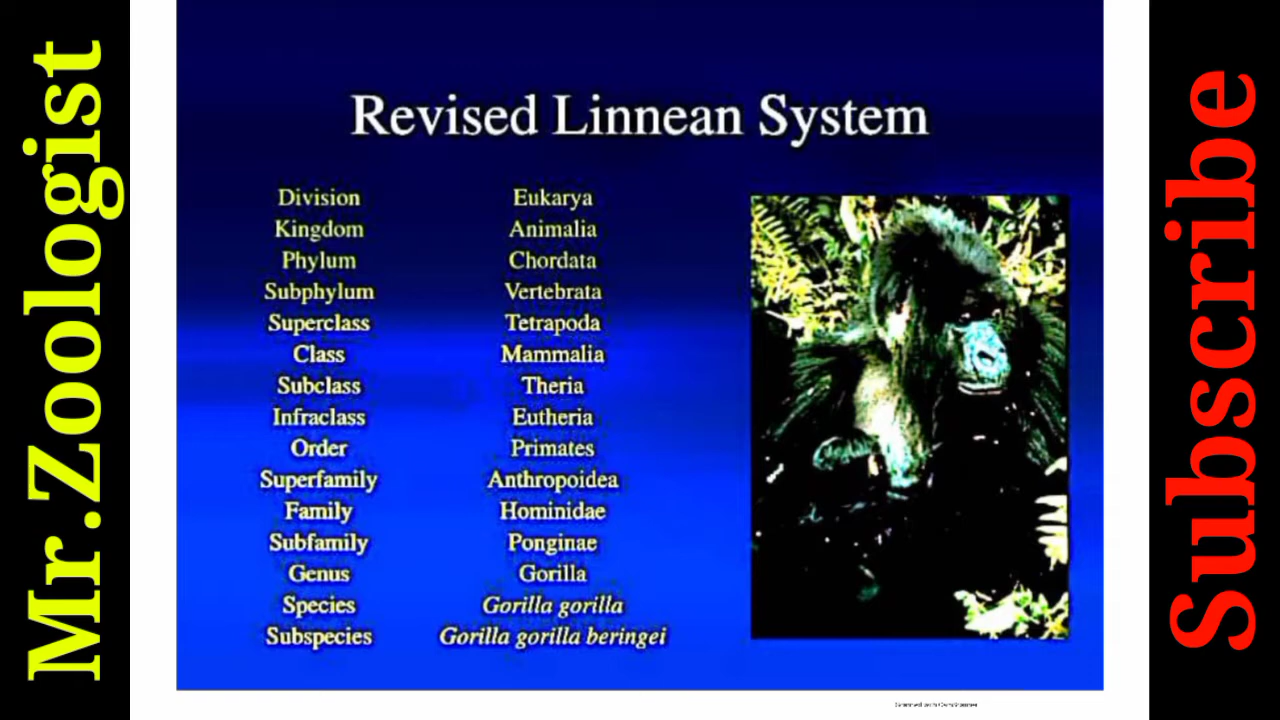 Mr.Zoologist
Revised Linnean System
Division Eukarya
Kingdom Animalia
Phylum Chordata
Subphylum Vertebrata
Superclass Tetrapoda
Class Mammalia
Subclass Theria
Infraclass Eutheria
Order Primates
Superfamily Anthropoidea
Family Hominidae
Subfamily Ponginae
Genus Gorilla
Species Gorilla gorilla
Subspecies Gorilla gorilla beringei
Subscribe